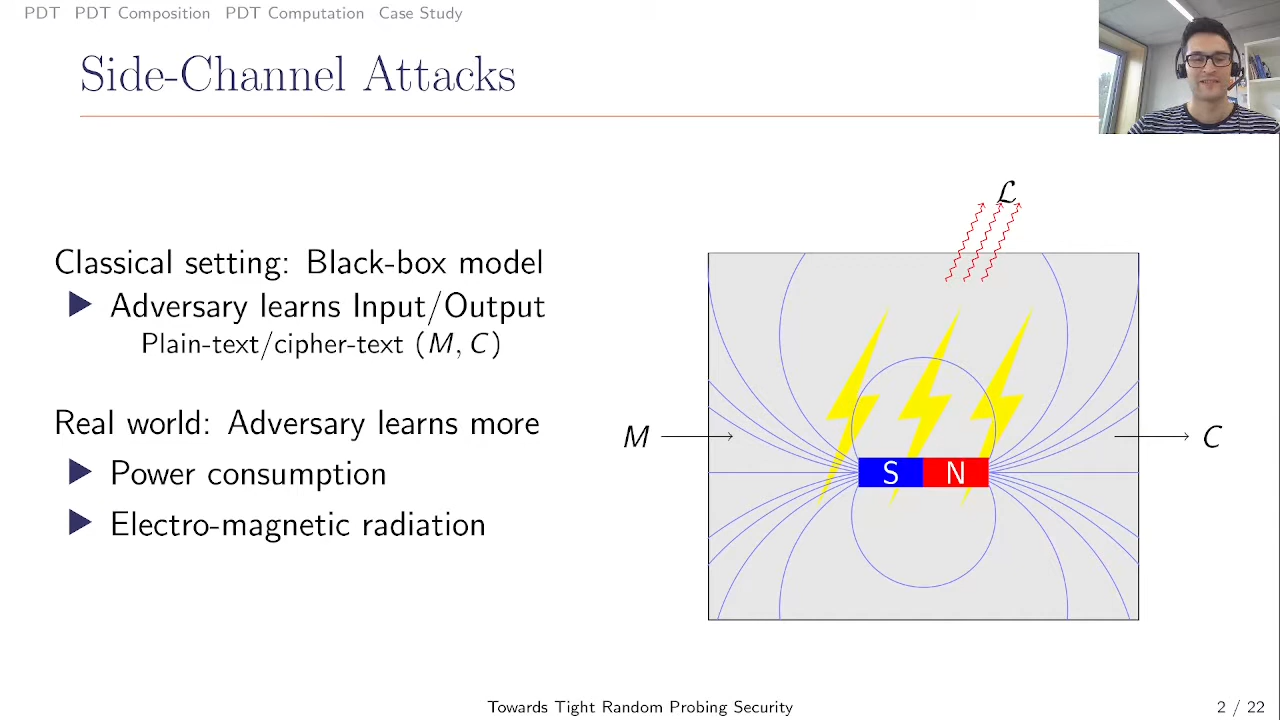 PDT PDT Composition PDT Computation Case Study
Side-Channel Attacks
Classical setting: Black-box model
Adversary learns Input/Output
Plain-text/cipher-text (M, C)
Real world: Adversary learns more
Power consumption
Electro-magnetic radiation
ℒ
M
S N
C
Towards Tight Random Probing Security
2 / 22